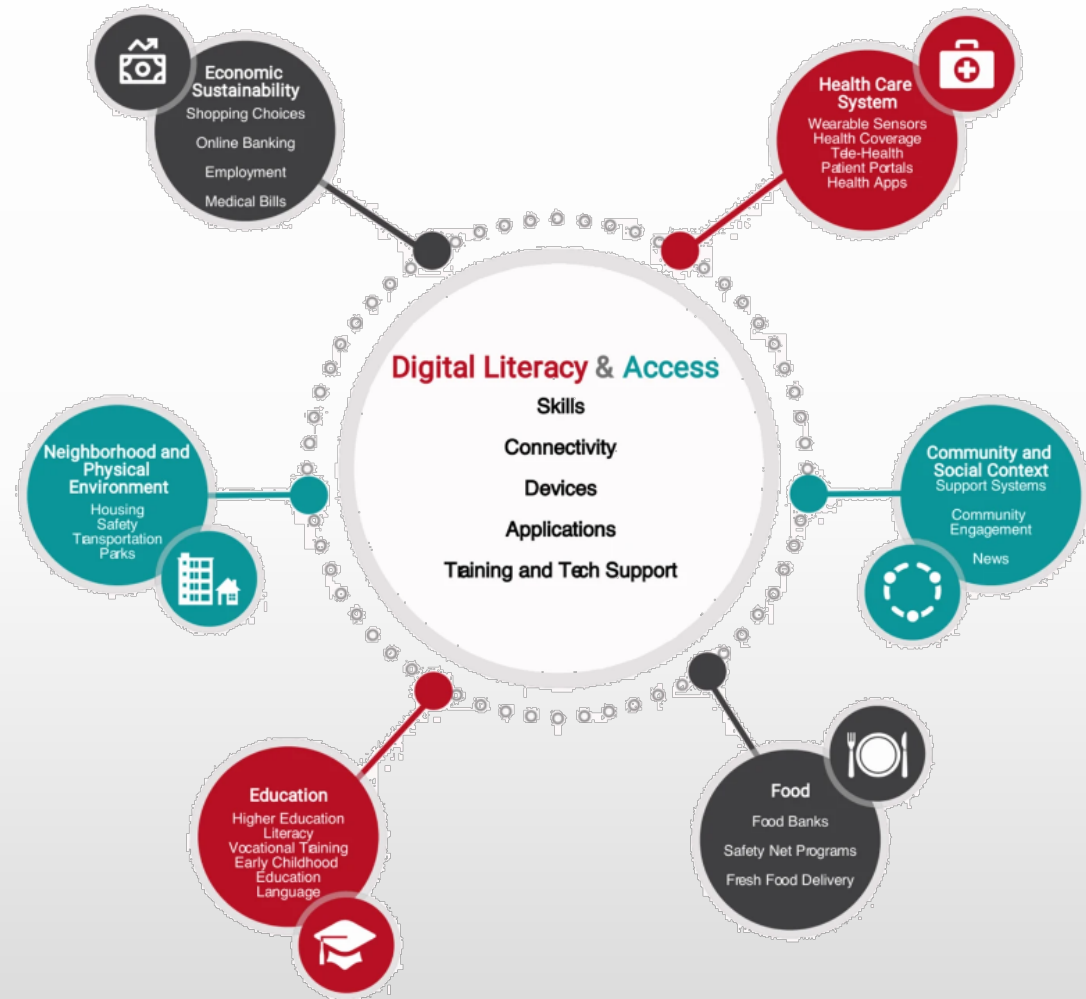 Economic
Sustainability
Shopping Choices
Online Banking
Employment
Medical Bills
Health Care
System
Wearable Sensors
Health Coverage
Tele-Health
Patient Portals
Health Apps
Digital Literacy & Access
Skills
Connectivity
Devices
Applications
Training and Tech Support
Neighborhood and
Physical
Environment
Housing
Safety
Transportation
Parks
Community and
Social Context
Support Systems
Community
Engagement
News
Education
Higher Education
Literacy
Vocational Training
Early Childhood
Education
Language
Food
Food Banks
Safety Net Programs
Fresh Food Delivery